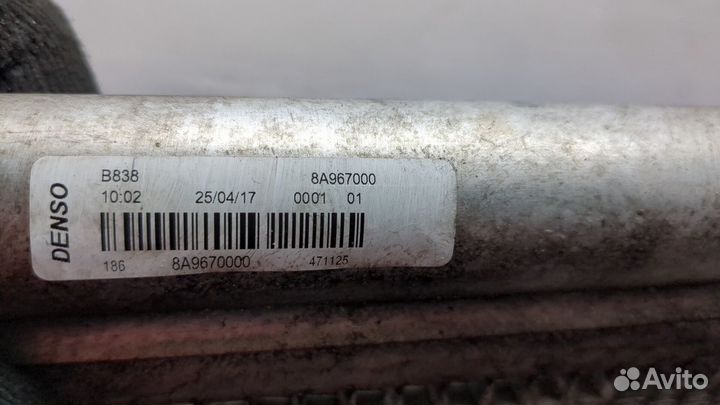 DENSO
B838 8A967000
10:02 25/04/17 0001 01
186 8A9670000 471125
Avito